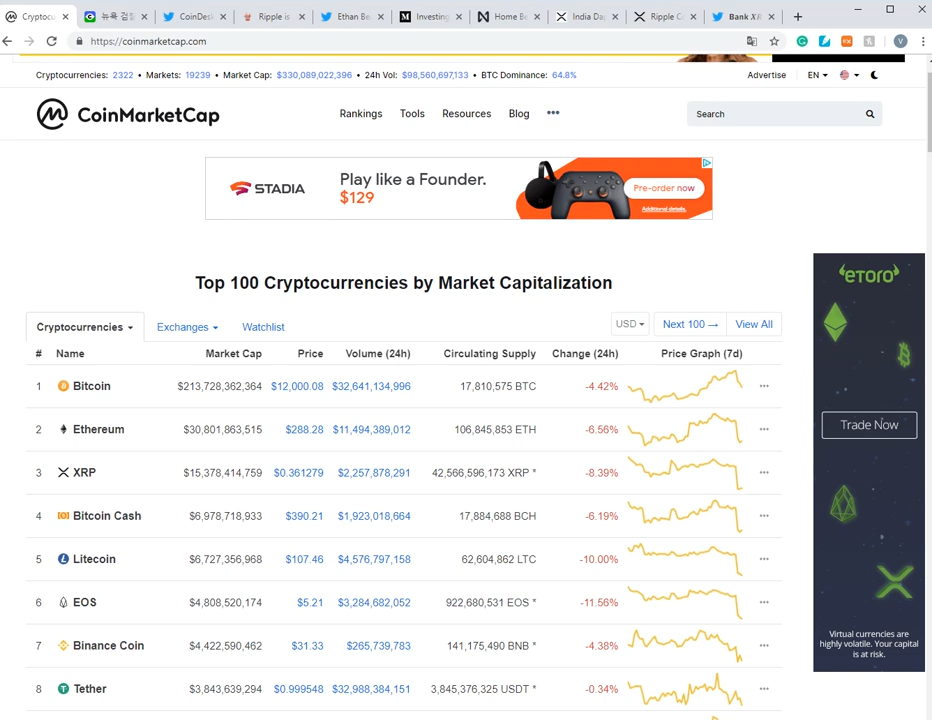 Cryptocu
뉴욕 검
CoinDes
Ripple is
Ethan Be
Investing
Home Be
India Da
Ripple C
Bank XR
https://coinmarketcap.com
Cryptocurrencies: 2322 • Markets: 19239 • Market Cap: $330,089,022,396 • 24h Vol: $98,560,697,133 • BTC Dominance: 64.8%
Advertise EN
CoinMarketCap
Rankings Tools Resources Blog •••
Search
STADIA
Play like a Founder.
$129
Pre-order now
Additional details.
Top 100 Cryptocurrencies by Market Capitalization
Cryptocurrencies Exchanges Watchlist USD Next 100 → View All
# Name Market Cap Price Volume (24h) Circulating Supply Change (24h) Price Graph (7d)
1 Bitcoin $213,728,362,364 $12,000.08 $32,641,134,996 17,810,575 BTC -4.42%
2 Ethereum $30,801,863,515 $288.28 $11,494,389,012 106,845,853 ETH -6.56%
3 XRP $15,378,414,759 $0.361279 $2,257,878,291 42,566,596,173 XRP * -8.39%
4 Bitcoin Cash $6,978,718,933 $390.21 $1,923,018,664 17,884,688 BCH -6.19%
5 Litecoin $6,727,356,968 $107.46 $4,576,797,158 62,604,862 LTC -10.00%
6 EOS $4,808,520,174 $5.21 $3,284,682,052 922,680,531 EOS * -11.56%
7 Binance Coin $4,422,590,462 $31.33 $265,739,783 141,175,490 BNB * -4.38%
8 Tether $3,843,639,294 $0.999548 $32,988,384,151 3,845,376,325 USDT * -0.34%
eTORO
Trade Now
Virtual currencies are
highly volatile. Your capital
is at risk.